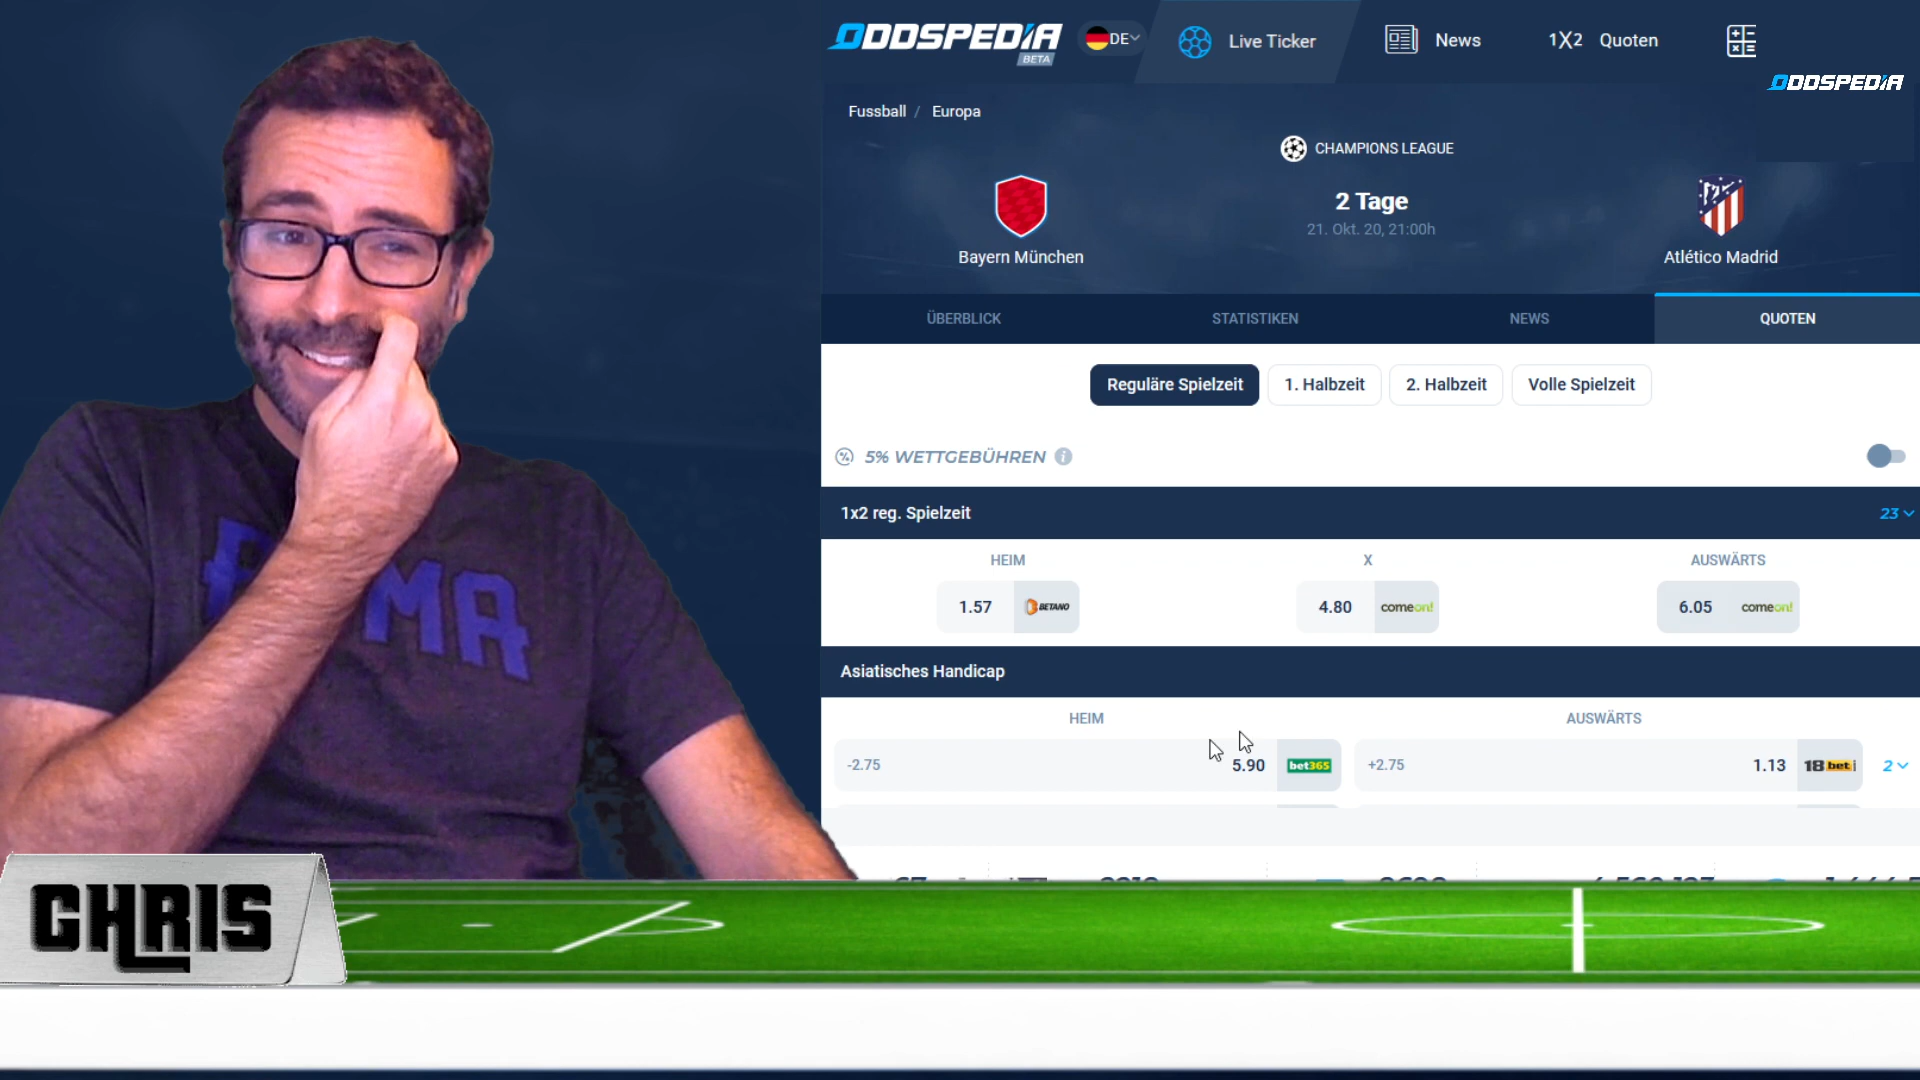 ODDSPEDIA
BETA
DE
Live Ticker
News
1X2 Quoten
ODDSPEDIA
Fussball / Europa
CHAMPIONS LEAGUE
2 Tage
21. Okt. 20, 21:00h
Bayern München
Atlético Madrid
ÜBERBLICK
STATISTIKEN
NEWS
QUOTEN
Reguläre Spielzeit
1. Halbzeit
2. Halbzeit
Volle Spielzeit
5% WETTGEBÜHREN
1x2 reg. Spielzeit
23
HEIM
X
AUSWÄRTS
1.57 BETANO
4.80 comeon!
6.05 comeon!
Asiatisches Handicap
HEIM
AUSWÄRTS
-2.75
5.90 bet365
+2.75
1.13 18bet
2
CHRIS